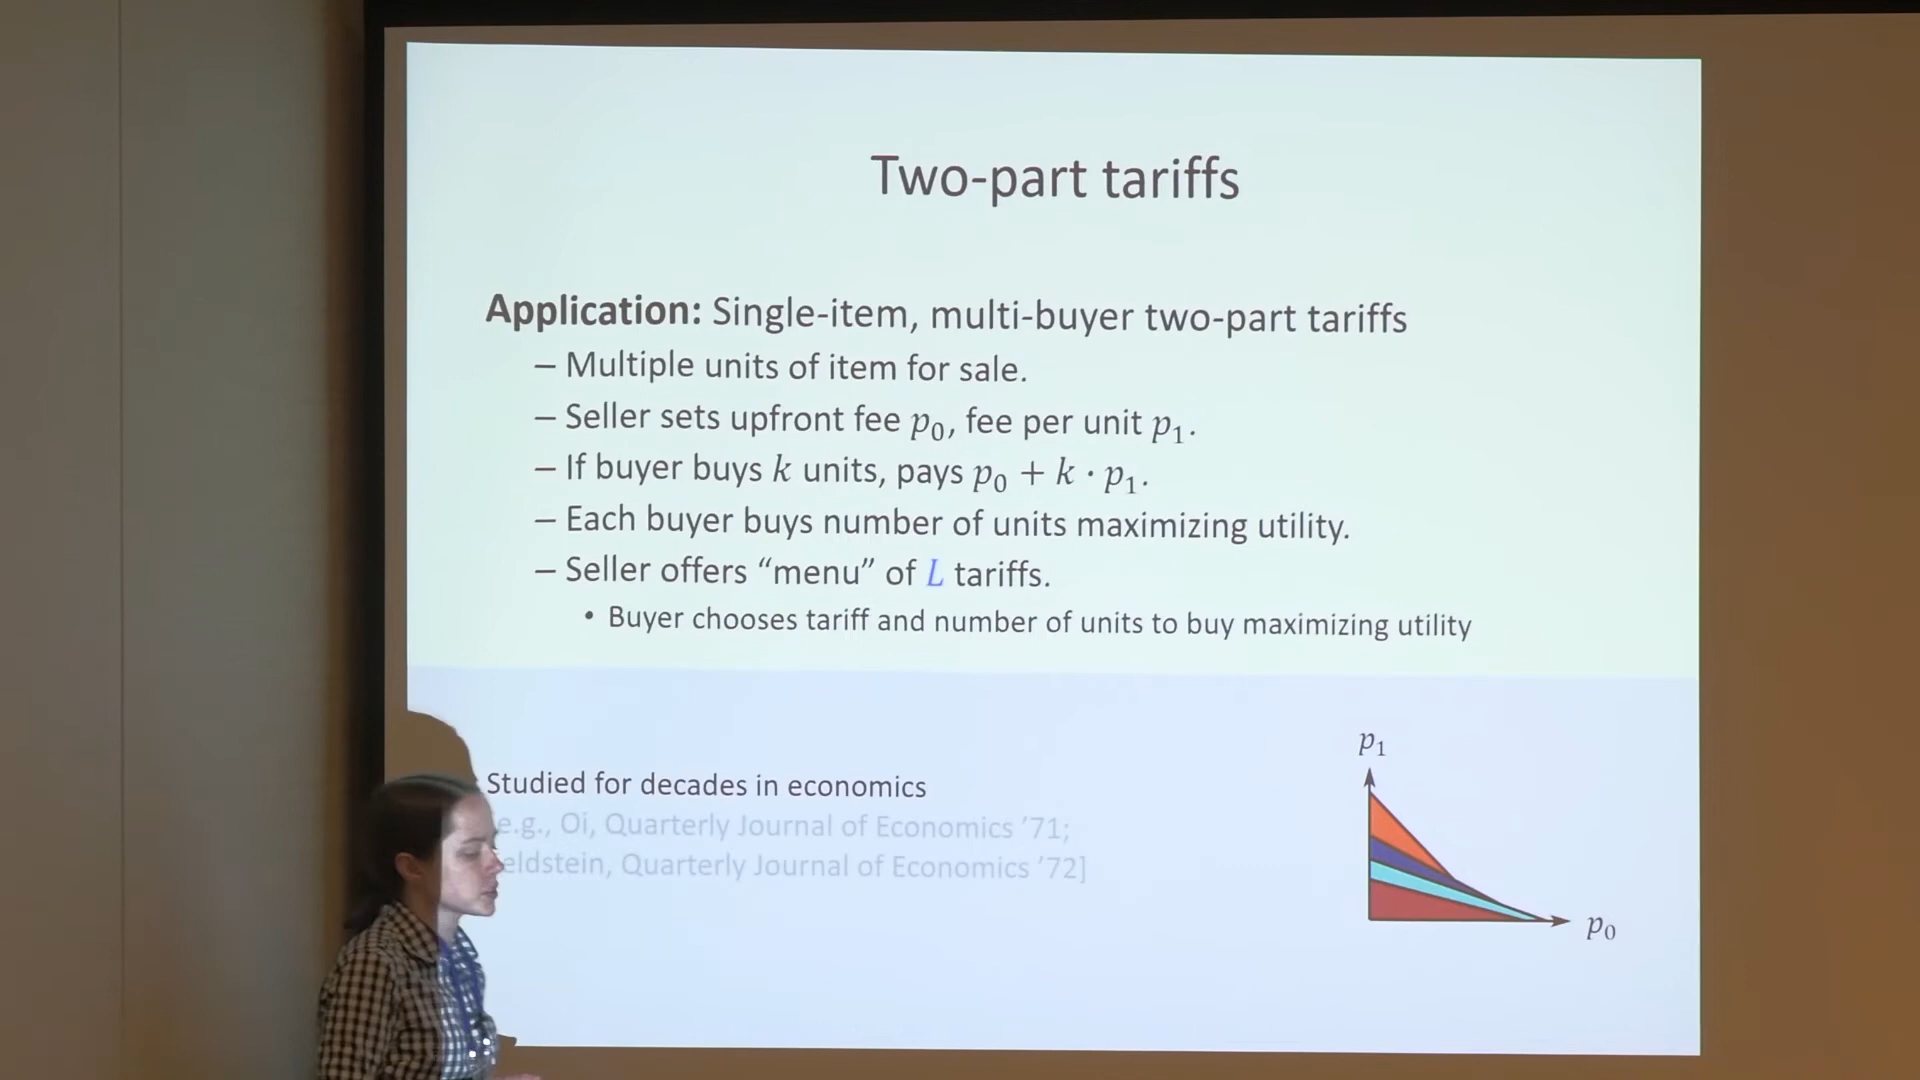 Two-part tariffs
Application: Single-item, multi-buyer two-part tariffs
– Multiple units of item for sale.
– Seller sets upfront fee p₀, fee per unit p₁.
– If buyer buys k units, pays p₀ + k · p₁.
– Each buyer buys number of units maximizing utility.
– Seller offers “menu” of L tariffs.
• Buyer chooses tariff and number of units to buy maximizing utility
Studied for decades in economics
e.g., Oi, Quarterly Journal of Economics ’71;
eldstein, Quarterly Journal of Economics ’72]
p₁
p₀